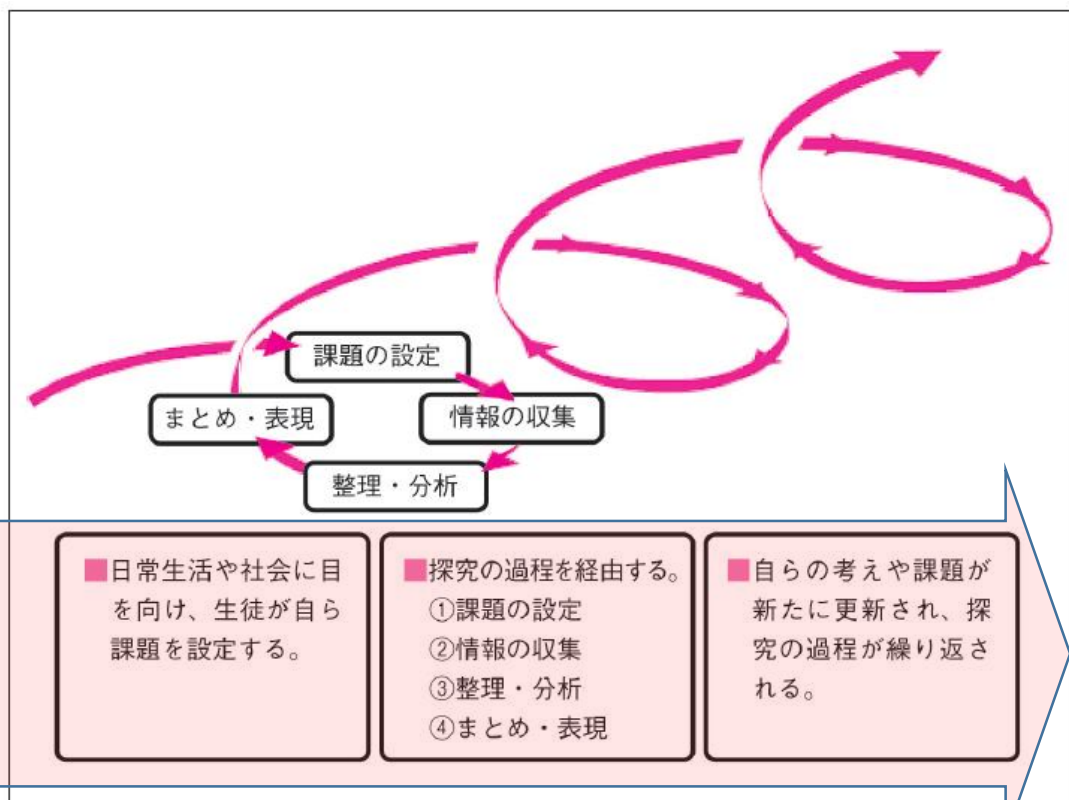 課題の設定
まとめ・表現
情報の収集
整理・分析
■日常生活や社会に目
を向け、生徒が自ら
課題を設定する。
■探究の過程を経由する。
①課題の設定
②情報の収集
③整理・分析
④まとめ・表現
■自らの考えや課題が
新たに更新され、探
究の過程が繰り返さ
れる。